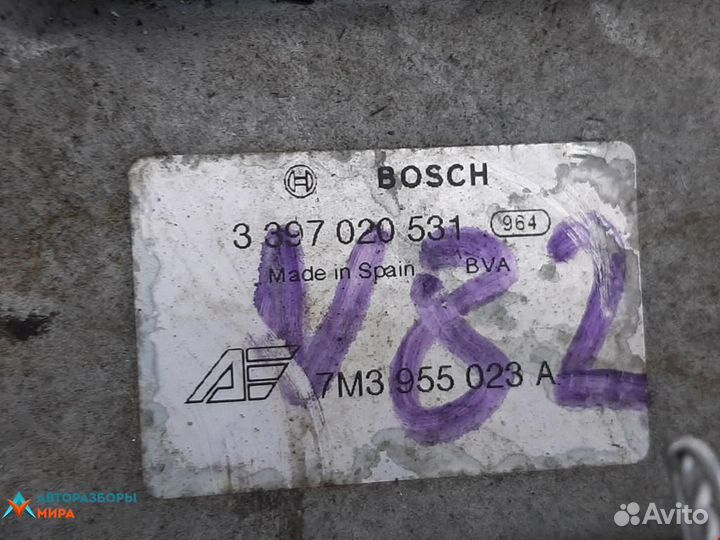 BOSCH
3 397 020 531 964
Made in Spain BVA
V82
7M3 955 023 A
АВТОРАЗБОРЫ
МИРА
Avito